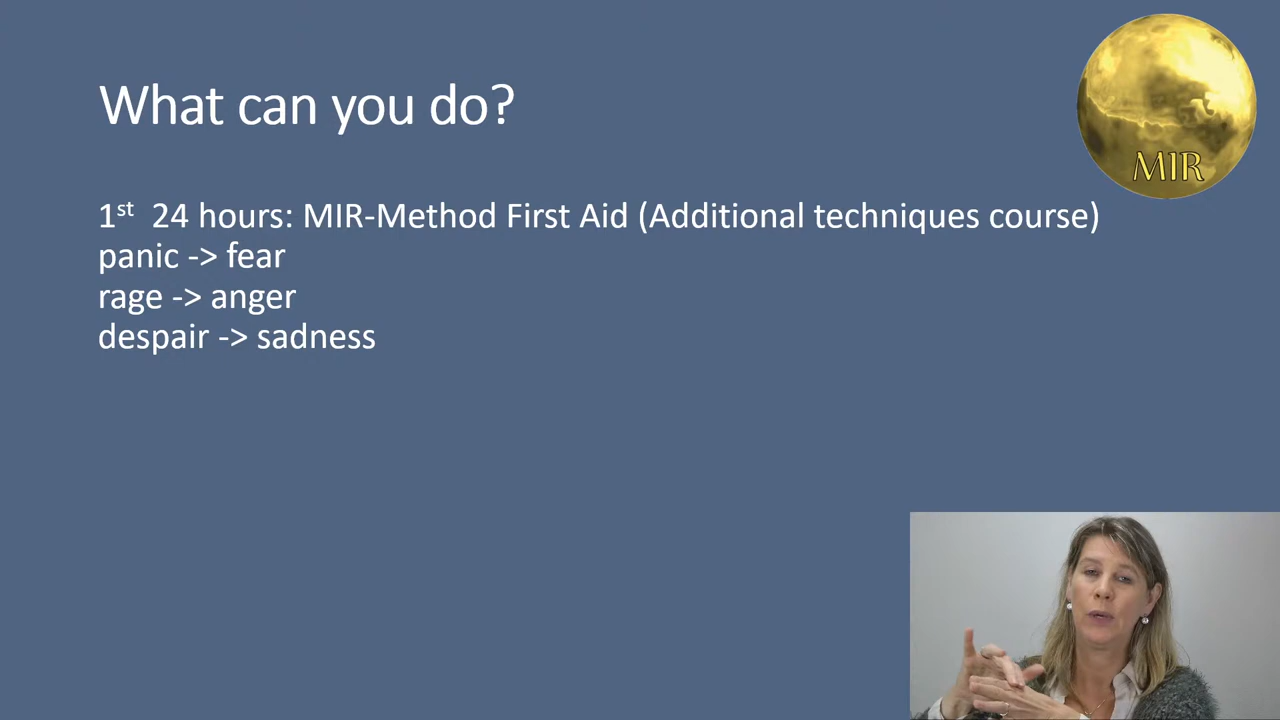 What can you do?
MIR
1st 24 hours: MIR-Method First Aid (Additional techniques course)
panic -> fear
rage -> anger
despair -> sadness